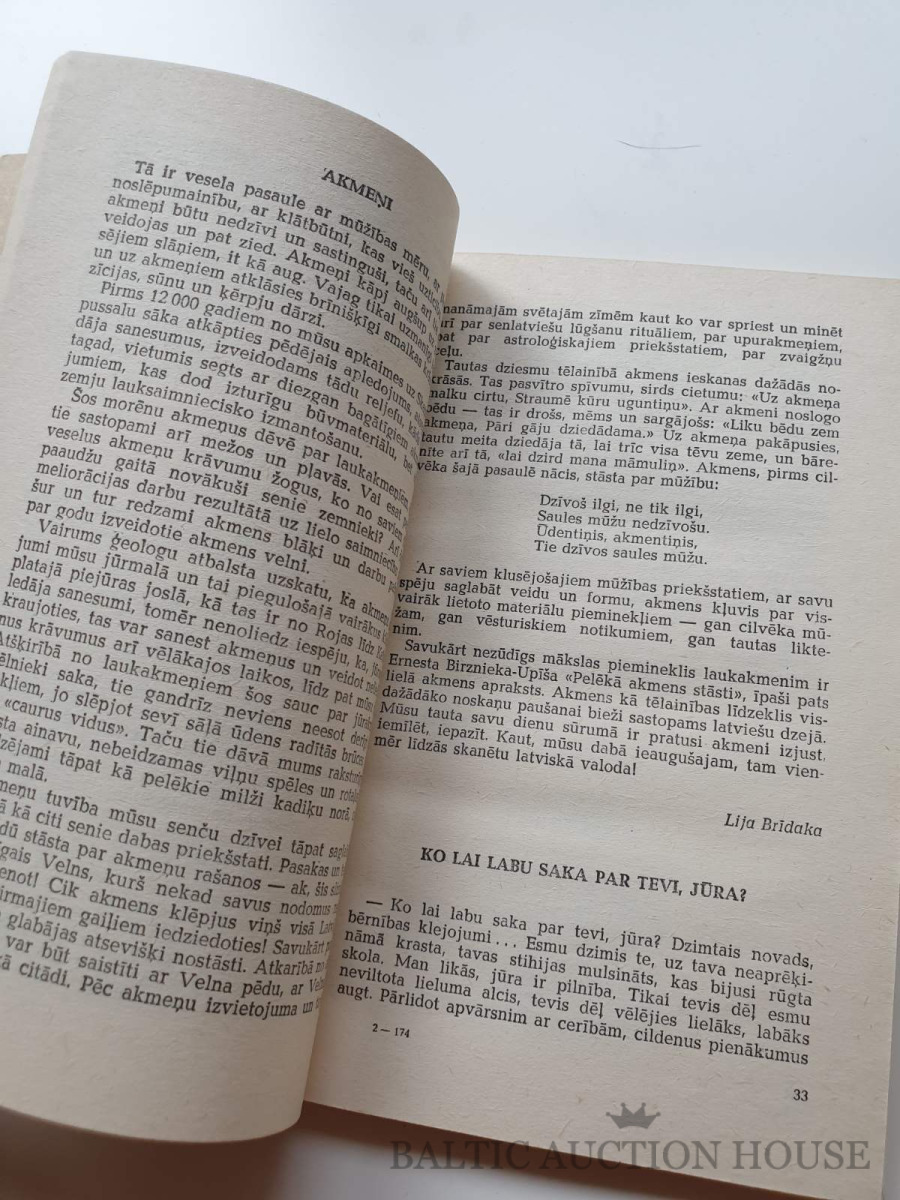 AKMEŅI
Tā ir vesela pasaule ar mūžības mēru, ar
noslēpumainību, ar klātbūtni, kas vieš
akmeņi būtu nedzīvi un sastinguši, taču arī
veidojas un pat zied. Akmeņi kāpj augšup
sējiem slāņiem, it kā aug. Vajag tikai
un uz akmeņiem atklāsies brīnišķīgi smalkas
zīcijas, sūnu un ķērpju dārzi.
Pirms 12 000 gadiem no mūsu apkaimes uz
pussalu sāka atkāpties pēdējais apledojums,
dāja sanesumus, izveidodams tādu reljefu,
tagad, vietumis segts ar diezgan bagātīgiem
jumiem, kas dod izturīgu būvmateriālu, bet
zemju lauksaimniecisko izmantošanu.
Šos morēnu akmeņus dēvē par laukakmeņiem,
tie sastopami arī mežos un pļavās. Vai esat
veselus akmeņu krāvumu žogus, ko no saviem
paaudžu gaitā novākuši senie zemnieki? Arī
meliorācijas darbu rezultātā uz lielo
šur un tur redzami akmens blāķi un darbu
par godu izveidotie akmens velni.
Vairums ģeologu atbalsta uzskatu, ka
jumi mūsu jūrmalā un tai piegulošajā vairākus
platajā piejūras joslā, kā tas ir no Rojas līdz
ledāja sanesumi, tomēr nenoliedz iespēju, ka,
kraujoties, tas var sanest akmeņus un veidot
krāvumus arī vēlākajos laikos, līdz pat
Atšķirībā no laukakmeņiem šos sauc par
saka, tie gandrīz neviens neesot
jo slēpjot sevī sāļā ūdens radītās
«caurus vidus». Taču tie dāvā mums
ainavu, nebeidzamas viļņu spēles un
tāpat kā pelēkie milži kadiķu norā,
malā.
tuvība mūsu senču dzīvei tāpat
kā citi senie dabas priekšstati. Pasakas un
stāsta par akmeņu rašanos — ak, šis
Velns, kurš nekad savus nodomus
Cik akmens klēpjus viņš visā
gaiļiem iedziedoties! Savukārt
glabājas atsevišķi nostāsti. Atkarībā no
var būt saistīti ar Velna pēdu, ar
citādi. Pēc akmeņu izvietojuma un
nanāmajām svētajām zīmēm kaut ko var spriest un minēt
arī par senlatviešu lūgšanu rituāliem, par upurakmeņiem,
pat par astroloģiskajiem priekšstatiem, par zvaigžņu
ceļu.
Tautas dziesmu tēlainībā akmens ieskanas dažādās no-
krāsās. Tas pasvītro spīvumu, sirds cietumu: «Uz akmeņa
malku cirtu, Straumē kūru uguntiņu». Ar akmeni noslogo
bēdu — tas ir drošs, mēms un sargājošs: «Liku bēdu zem
akmeņa, Pāri gāju dziedādama.» Uz akmeņa pakāpusies,
tautu meita dziedāja tā, lai trīc visa tēvu zeme, un bāre-
nīte arī tā, «lai dzird mana māmuliņ». Akmens, pirms cil-
vēka šajā pasaulē nācis, stāsta par mūžību:
Dzīvoš ilgi, ne tik ilgi,
Saules mūžu nedzīvošu.
Ūdentiņis, akmentiņis,
Tie dzīvos saules mūžu.
Ar saviem klusējošajiem mūžības priekšstatiem, ar savu
spēju saglabāt veidu un formu, akmens kļuvis par vis-
vairāk lietoto materiālu piemineklieм — gan cilvēka mū-
žam, gan vēsturiskiem notikumiem, gan tautas likte-
nim.
Savukārt nezūdīgs mākslas piemineklis laukakmenim ir
Ernesta Birznieka-Upīša «Pelēkā akmens stāsti», īpaši pats
lielā akmens apraksts. Akmens kā tēlainības līdzeklis vis-
dažādāko noskaņu paušanai bieži sastopams latviešu dzejā.
Mūsu tauta savu dienu sūrumā ir pratusi akmeni izjust,
iemīlēt, iepazīt. Kaut, mūsu dabā ieaugušajam, tam vien-
mēr līdzās skanētu latviskā valoda!
Lija Brīdaka
KO LAI LABU SAKA PAR TEVI, JŪRA?
— Ko lai labu saka par tevi, jūra? Dzimtais novads,
bērnības klejojumi... Esmu dzimis te, uz tava neaprēķi-
nāmā krasta, tavas stihijas mulsināts, kas bijusi rūgta
skola. Man likās, jūra ir pilnība. Tikai tevis dēļ esmu
neviltota lieluma alcis, tevis dēļ vēlējies lielāks, labāks
augt. Pārlidot apvārsnim ar cerībām, cildenus pienākumus
2 — 174
33
BALTIC AUCTION HOUSE